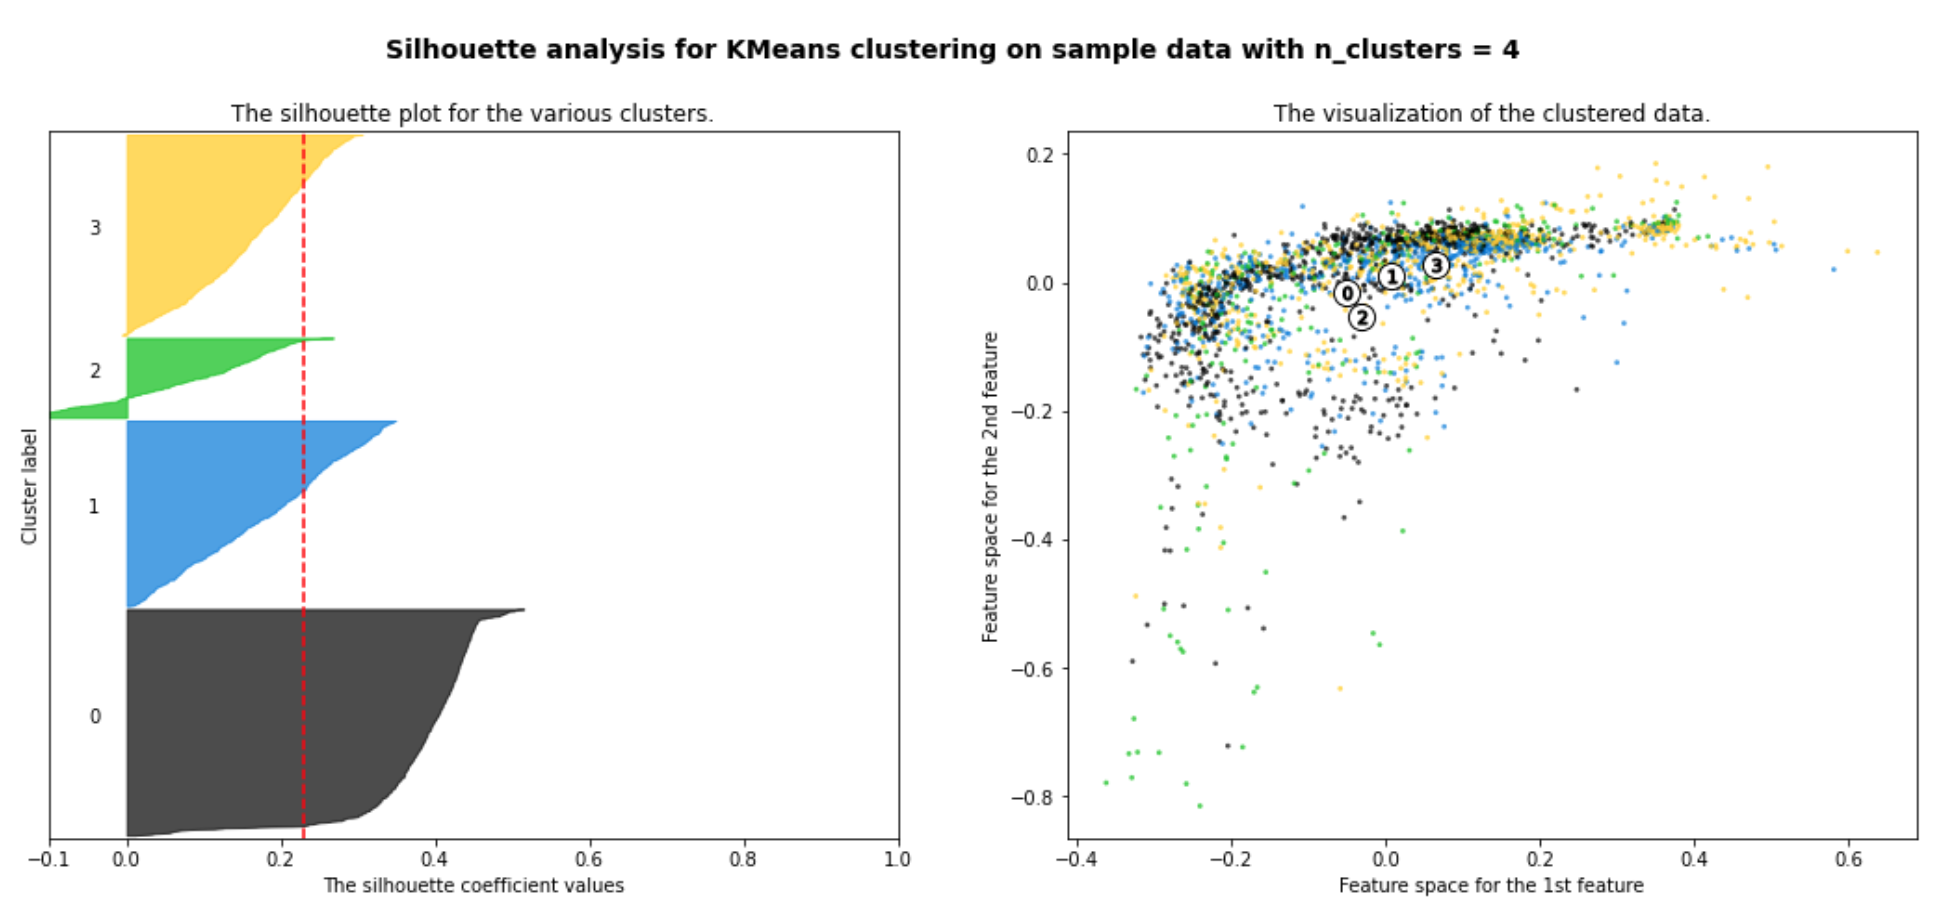 Silhouette analysis for KMeans clustering on sample data with n_clusters = 4
The silhouette plot for the various clusters.
3
2
1
0
Cluster label
−0.1 0.0 0.2 0.4 0.6 0.8 1.0
The silhouette coefficient values
The visualization of the clustered data.
0.2
0.0
−0.2
−0.4
−0.6
−0.8
Feature space for the 2nd feature
3
1
0
2
−0.4 −0.2 0.0 0.2 0.4 0.6
Feature space for the 1st feature